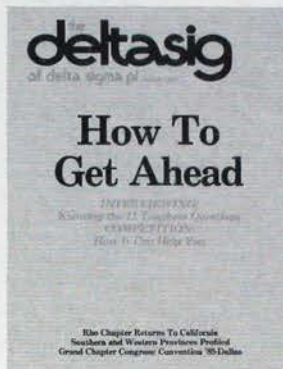 the
deltasig
of delta sigma pi
How To
Get Ahead
INTERVIEWING:
Knowing the 11 Toughest Questions
COMPETITION:
How It Can Help You
Rho Chapter Returns To California
Southern and Western Provinces Profiled
Grand Chapter Congress: Convention '85-Dallas